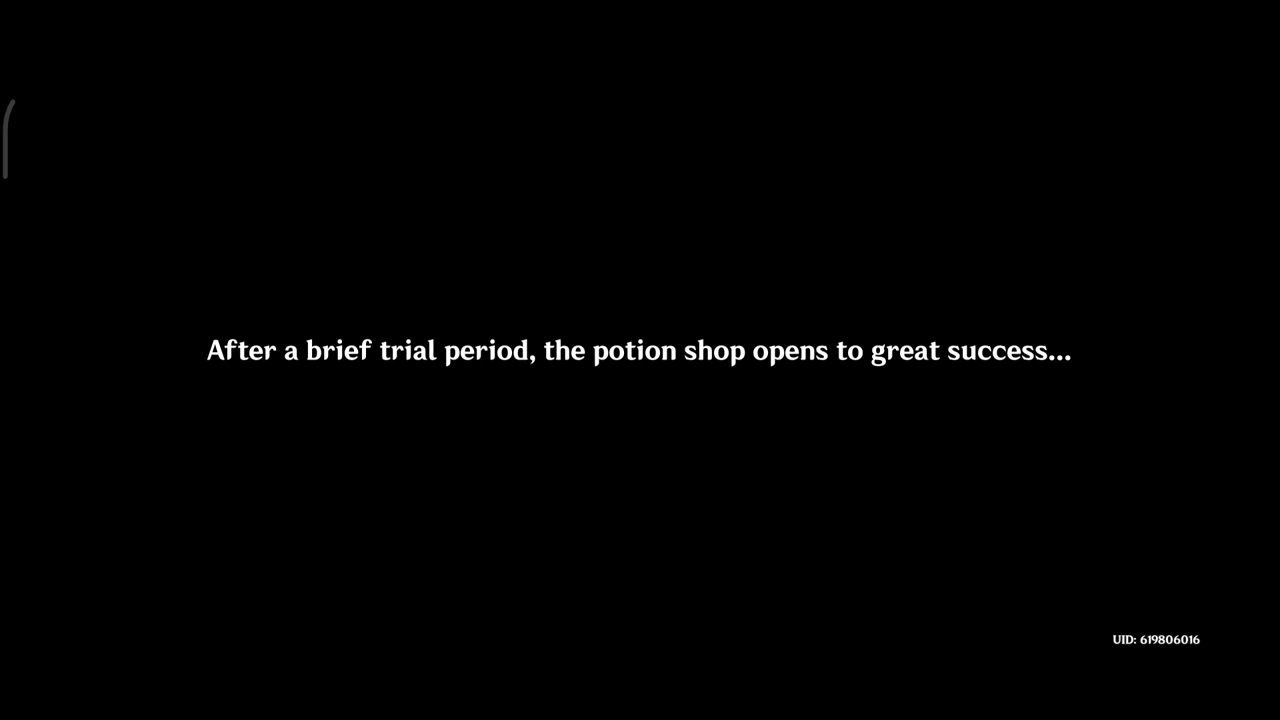 After a brief trial period, the potion shop opens to great success...
UID: 619806016